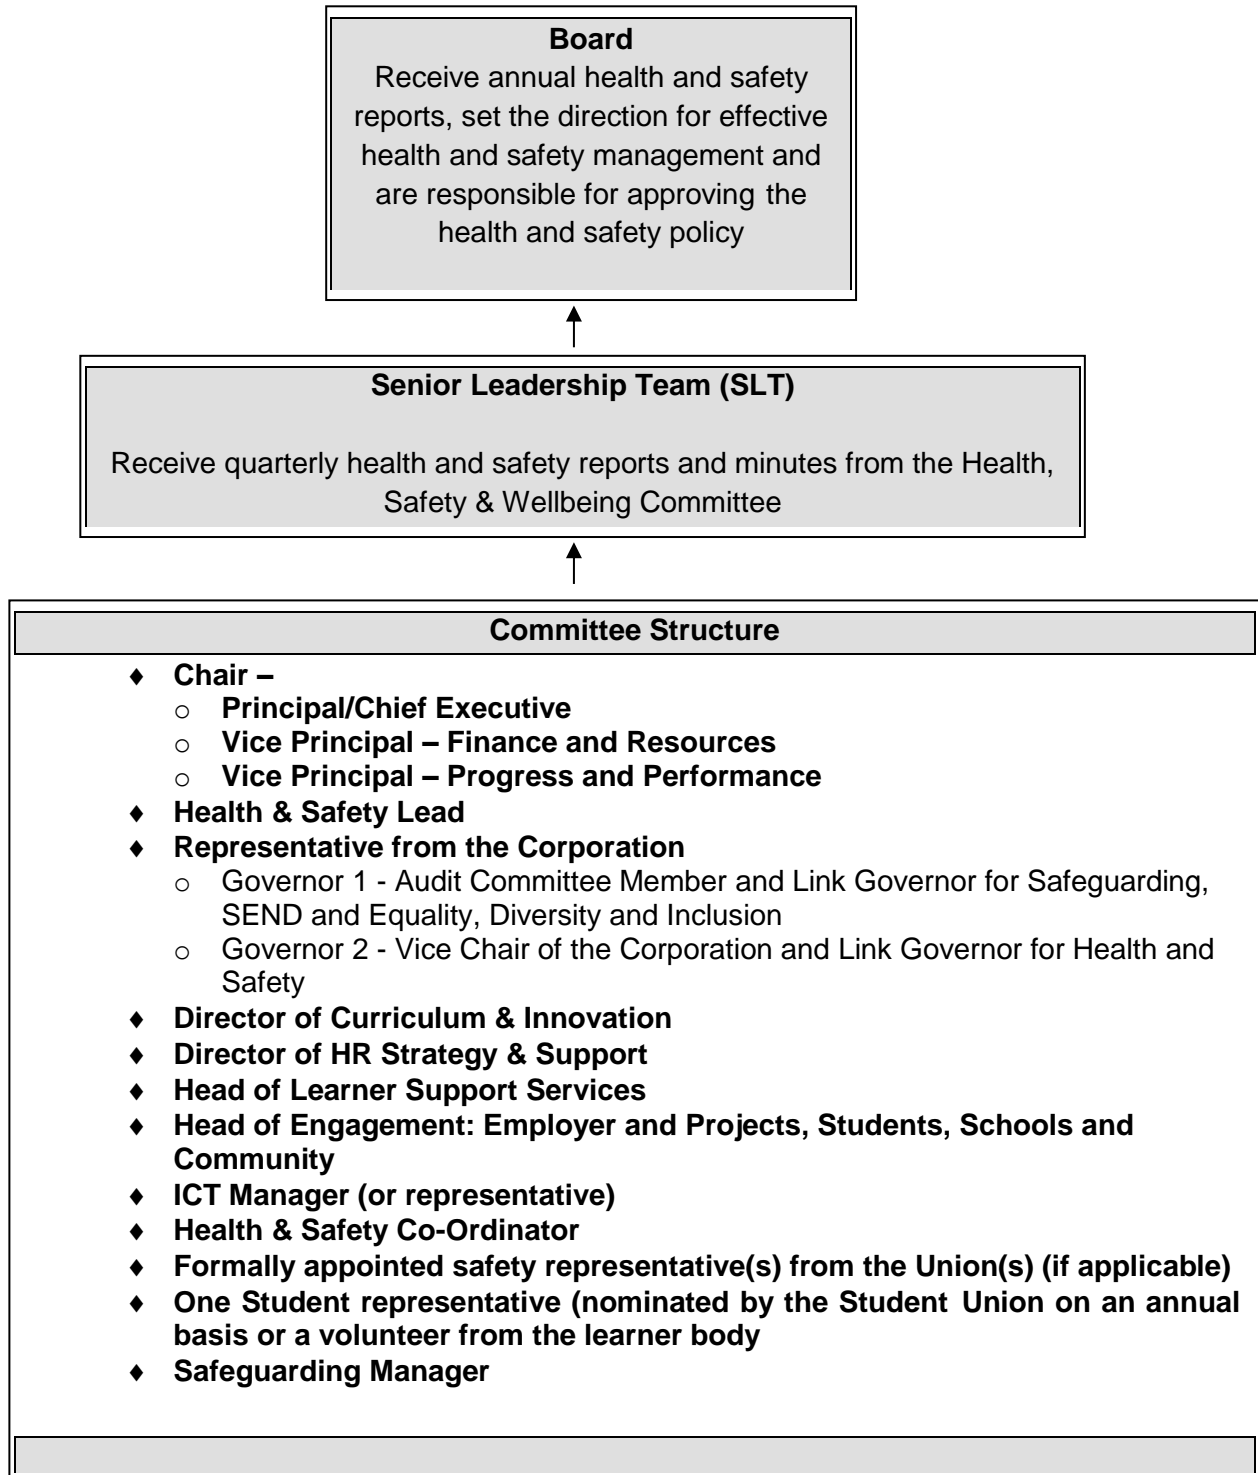 Board
Receive annual health and safety
reports, set the direction for effective
health and safety management and
are responsible for approving the
health and safety policy
Senior Leadership Team (SLT)
Receive quarterly health and safety reports and minutes from the Health,
Safety & Wellbeing Committee
Committee Structure
♦ Chair –
o Principal/Chief Executive
o Vice Principal – Finance and Resources
o Vice Principal – Progress and Performance
♦ Health & Safety Lead
♦ Representative from the Corporation
o Governor 1 - Audit Committee Member and Link Governor for Safeguarding,
SEND and Equality, Diversity and Inclusion
o Governor 2 - Vice Chair of the Corporation and Link Governor for Health and
Safety
♦ Director of Curriculum & Innovation
♦ Director of HR Strategy & Support
♦ Head of Learner Support Services
♦ Head of Engagement: Employer and Projects, Students, Schools and
Community
♦ ICT Manager (or representative)
♦ Health & Safety Co-Ordinator
♦ Formally appointed safety representative(s) from the Union(s) (if applicable)
♦ One Student representative (nominated by the Student Union on an annual
basis or a volunteer from the learner body
♦ Safeguarding Manager